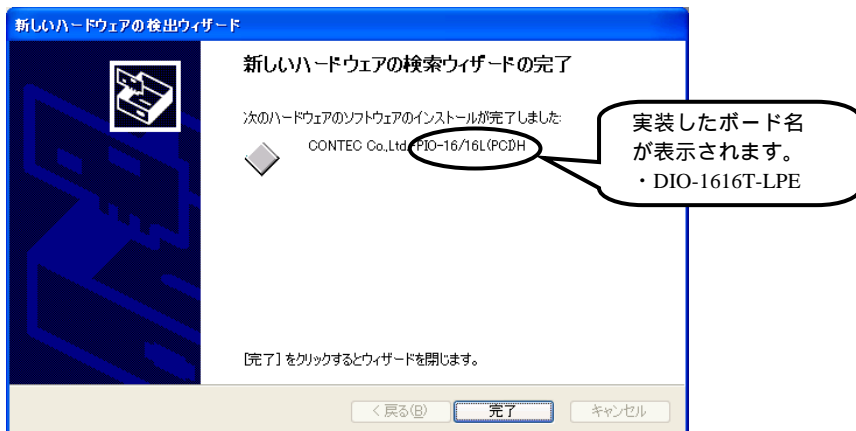 新しいハードウェアの検出ウィザード
新しいハードウェアの検索ウィザードの完了
次のハードウェアのソフトウェアのインストールが完了しました:
CONTEC Co.,Ltd. PIO-16/16L(PCI)H
実装したボード名
が表示されます。
・DIO-1616T-LPE
[完了] をクリックするとウィザードを閉じます。
< 戻る(B)
完了
キャンセル